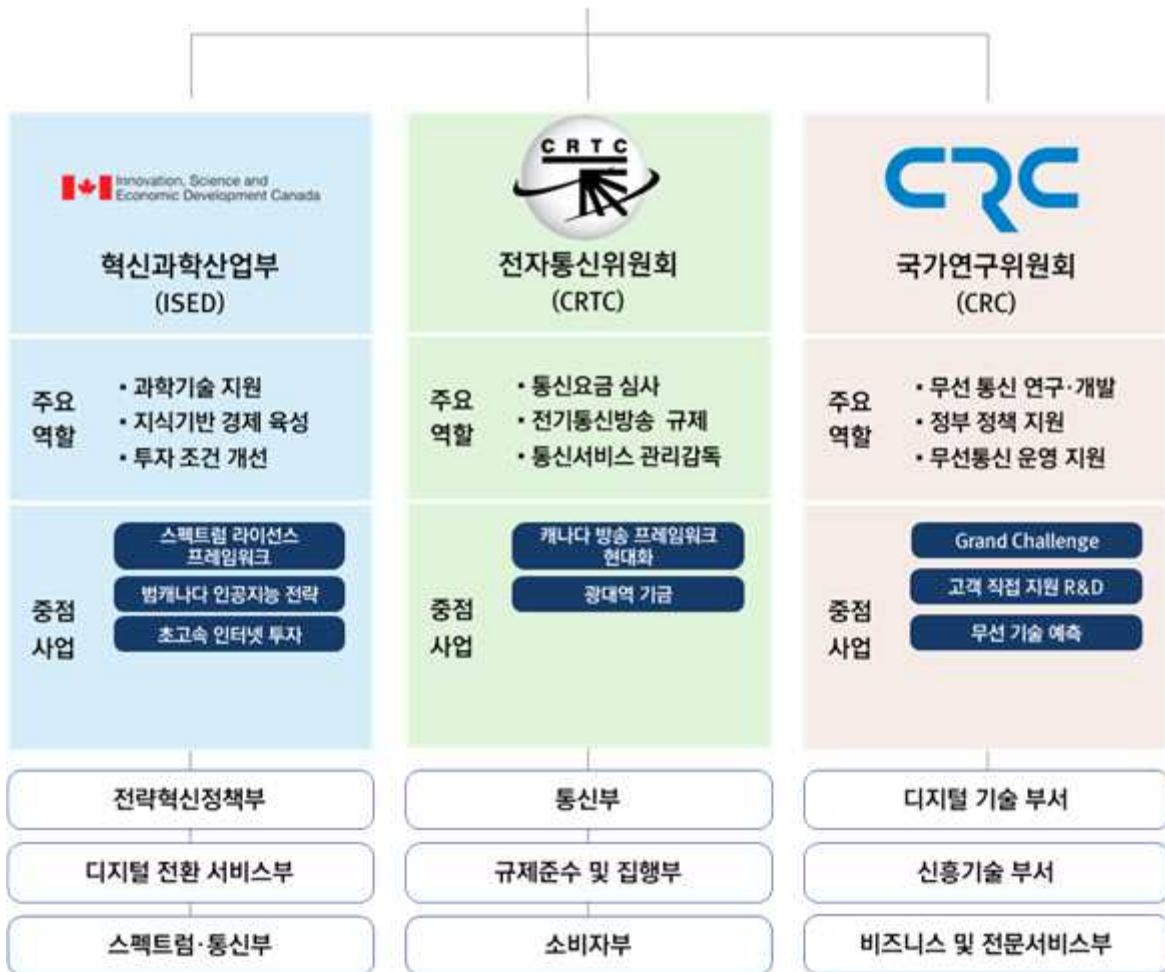 Innovation, Science and
Economic Development Canada
혁신과학산업부
(ISED)
주요
역할
• 과학기술 지원
• 지식기반 경제 육성
• 투자 조건 개선
중점
사업
스펙트럼 라이선스
프레임워크
범캐나다 인공지능 전략
초고속 인터넷 투자
전략혁신정책부
디지털 전환 서비스부
스펙트럼·통신부
CRTC
전자통신위원회
(CRTC)
주요
역할
• 통신요금 심사
• 전기통신방송 규제
• 통신서비스 관리감독
중점
사업
캐나다 방송 프레임워크
현대화
광대역 기금
통신부
규제준수 및 집행부
소비자부
CRC
국가연구위원회
(CRC)
주요
역할
• 무선 통신 연구·개발
• 정부 정책 지원
• 무선통신 운영 지원
중점
사업
Grand Challenge
고객 직접 지원 R&D
무선 기술 예측
디지털 기술 부서
신흥기술 부서
비즈니스 및 전문서비스부